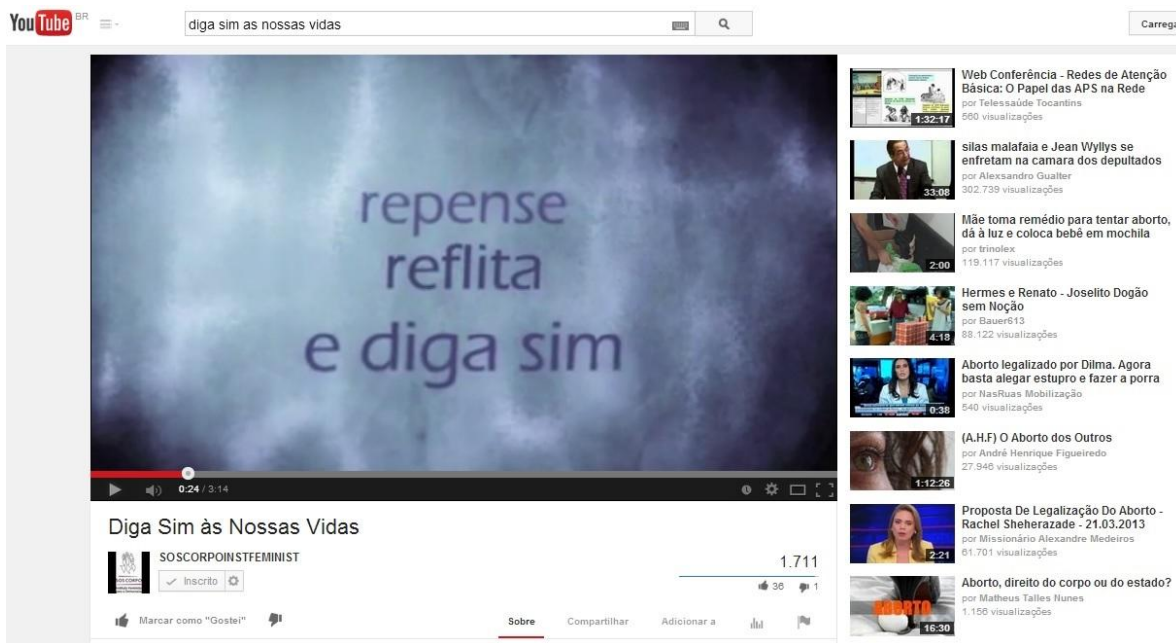 YouTube BR
diga sim as nossas vidas
Carrega
repense
reflita
e diga sim
0:24 / 3:14
Diga Sim às Nossas Vidas
SOSCORPOINSTFEMINIST
Inscrito
1.711
36 1
Marcar como "Gostei"
Sobre Compartilhar Adicionar a
Web Conferência - Redes de Atenção
Básica: O Papel das APS na Rede
por Telessaúde Tocantins
560 visualizações
1:32:17
silas malafaia e Jean Wyllys se
enfretam na camara dos depultados
por Alexsandro Gualter
302.739 visualizações
33:08
Mãe toma remédio para tentar aborto,
dá à luz e coloca bebê em mochila
por trinolex
119.117 visualizações
2:00
Hermes e Renato - Joselito Dogão
sem Noção
por Bauer613
88.122 visualizações
4:18
Aborto legalizado por Dilma. Agora
basta alegar estupro e fazer a porra
por NasRuas Mobilização
540 visualizações
0:38
(A.H.F) O Aborto dos Outros
por André Henrique Figueiredo
27.946 visualizações
1:12:26
Proposta De Legalização Do Aborto -
Rachel Sheherazade - 21.03.2013
por Missionário Alexandre Medeiros
61.701 visualizações
2:21
Aborto, direito do corpo ou do estado?
por Matheus Talles Nunes
1.156 visualizações
ABORTO
16:30